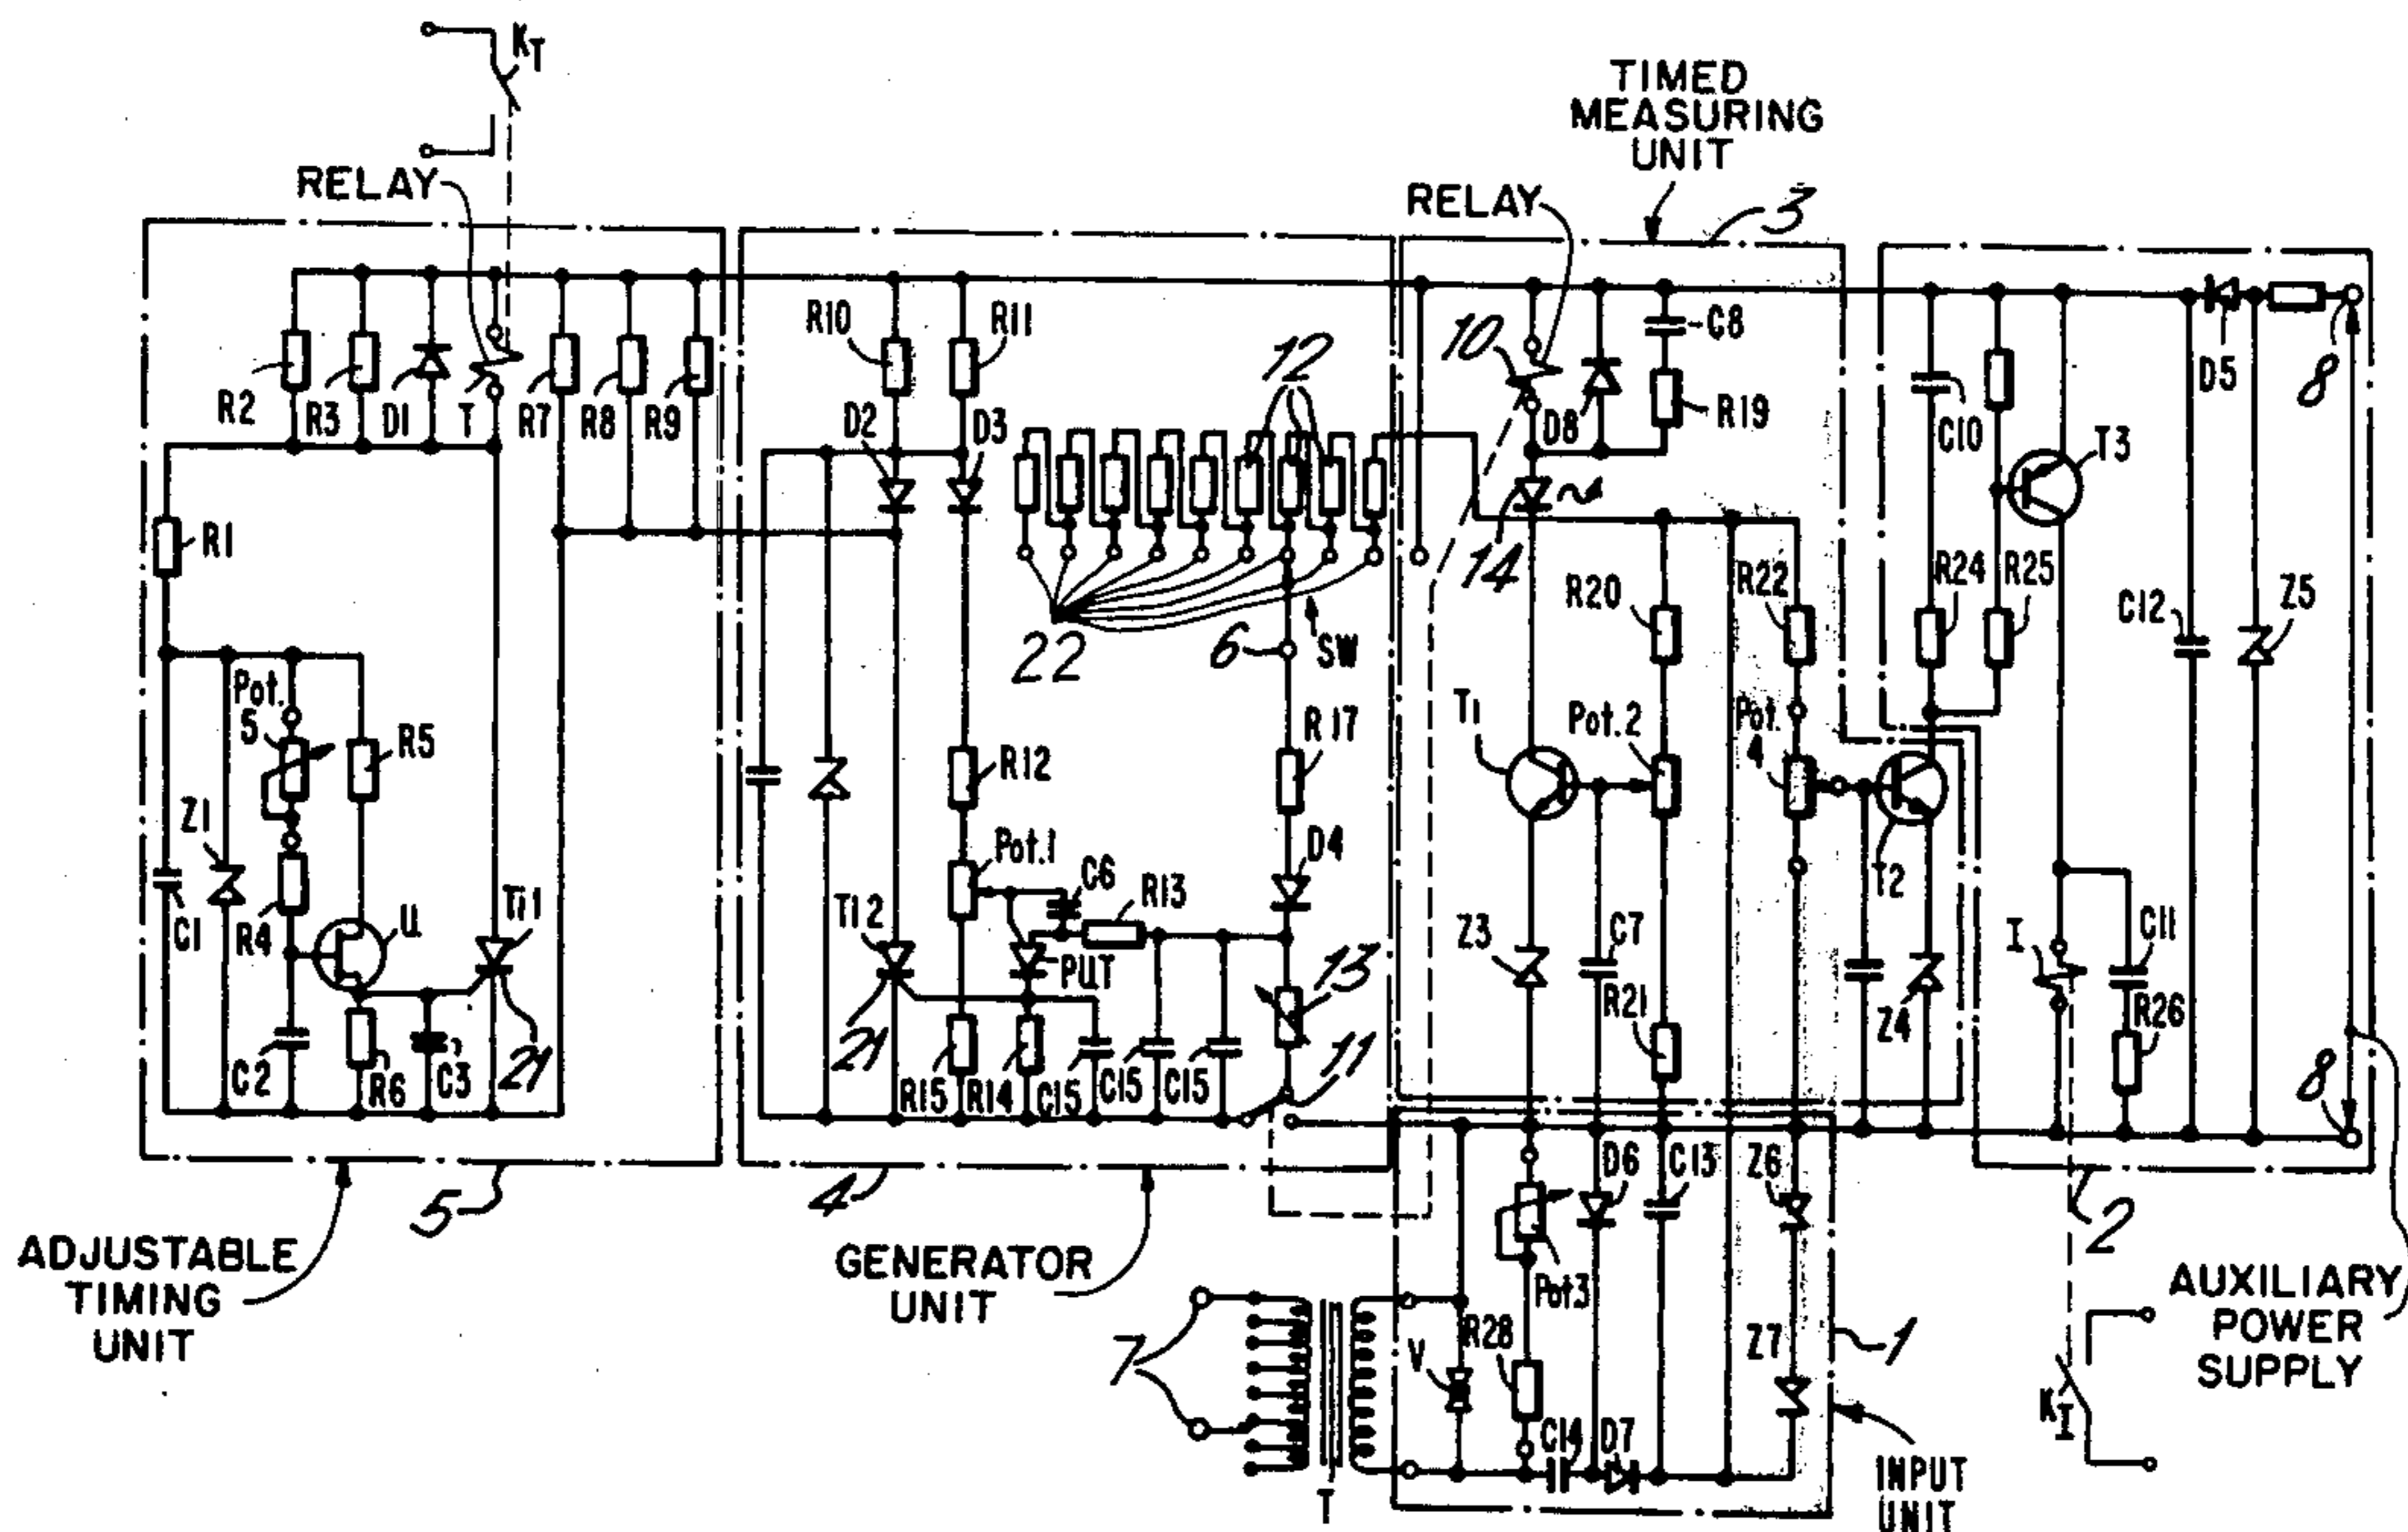 KT
TIMED
MEASURING
UNIT
RELAY
RELAY
3
R10
R11
12
10
C8
D5
8
R2
R3
D1
T
R7
R8
R9
D2
D3
D8
R19
C10
T3
R1
14
R20
R22
R24
R25
C12
Z5
22
6
SW
Pot.
5
R5
R17
T1
Pot.2
Pot.
4
Z1
R12
Pot.1
D4
T2
C1
R4
U
Ti1
Ti2
C6
R13
PUT
13
Z3
C7
I
C11
C2
R6
C3
21
21
R15
R14
C15
C15
C15
11
R21
Z4
R26
8
5
4
D6
C13
Z6
2
ADJUSTABLE
TIMING
UNIT
GENERATOR
UNIT
Pot3
AUXILIARY
POWER
SUPPLY
7
V
R28
Z7
1
KI
C14
D7
T
INPUT
UNIT